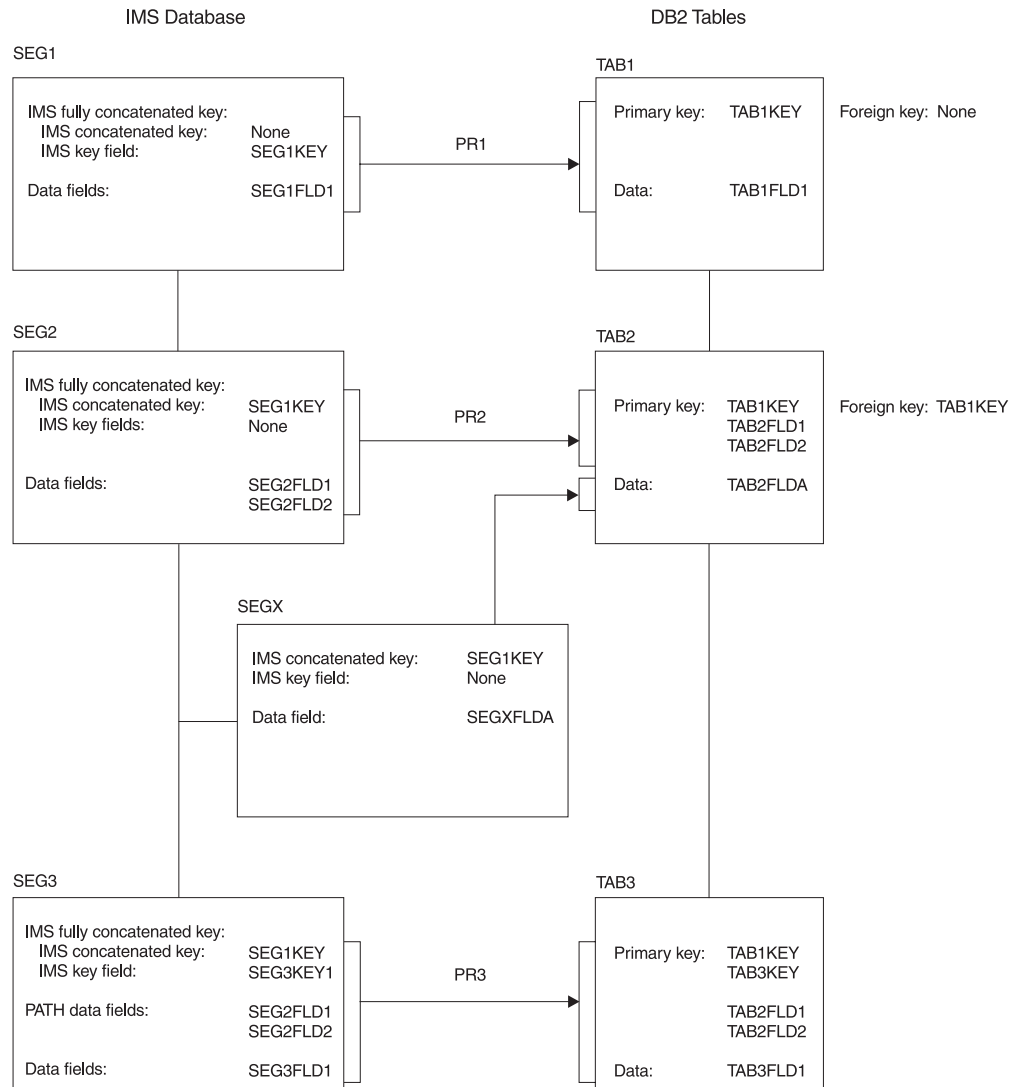 IMS Database
DB2 Tables
SEG1
TAB1
IMS fully concatenated key:
IMS concatenated key: None
IMS key field: SEG1KEY
Data fields: SEG1FLD1
PR1
Primary key: TAB1KEY
Foreign key: None
Data: TAB1FLD1
SEG2
TAB2
IMS fully concatenated key:
IMS concatenated key: SEG1KEY
IMS key fields: None
Data fields: SEG2FLD1
SEG2FLD2
PR2
Primary key: TAB1KEY
TAB2FLD1
TAB2FLD2
Foreign key: TAB1KEY
Data: TAB2FLDA
SEGX
IMS concatenated key: SEG1KEY
IMS key field: None
Data field: SEGXFLDA
SEG3
TAB3
IMS fully concatenated key:
IMS concatenated key: SEG1KEY
IMS key field: SEG3KEY1
PATH data fields: SEG2FLD1
SEG2FLD2
Data fields: SEG3FLD1
PR3
Primary key: TAB1KEY
TAB3KEY
TAB2FLD1
TAB2FLD2
Data: TAB3FLD1